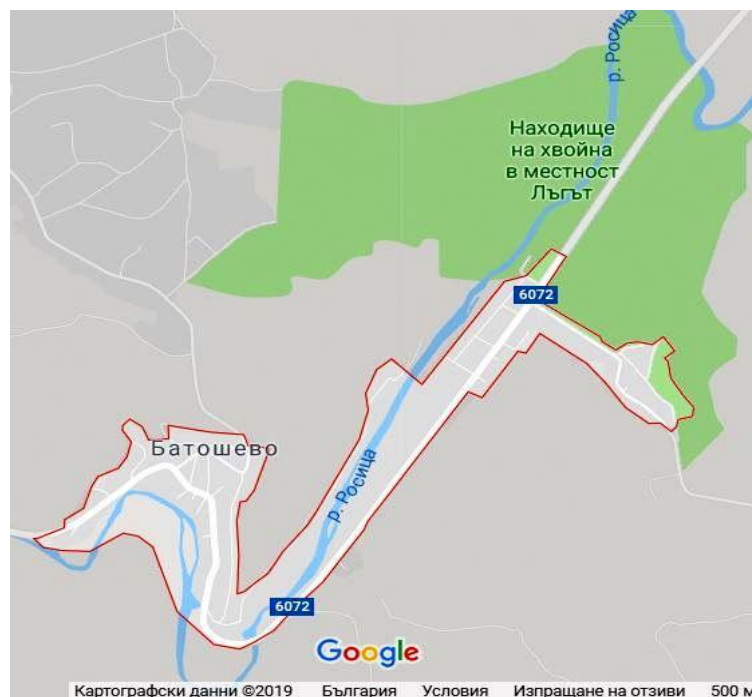 р. Росица
Находище
на хвойна
в местност
Лъгът
6072
Батошево
р. Росица
6072
Google
Картографски данни ©2019 България Условия Изпращане на отзиви 500 м